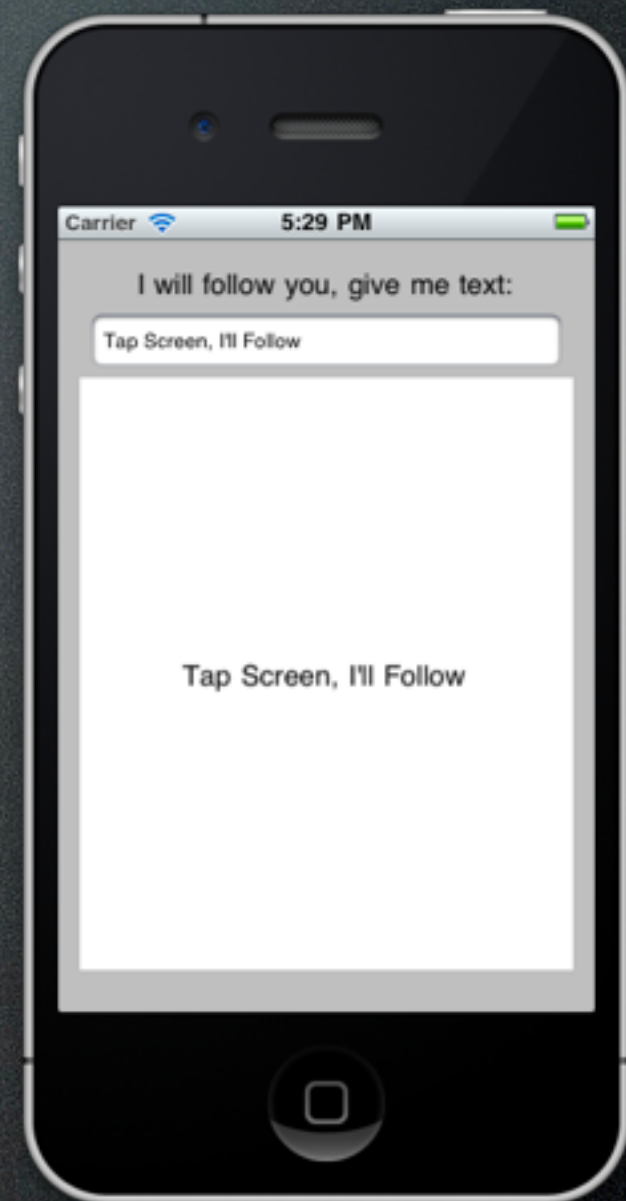 Carrier 5:29 PM
I will follow you, give me text:
Tap Screen, I'll Follow
Tap Screen, I'll Follow